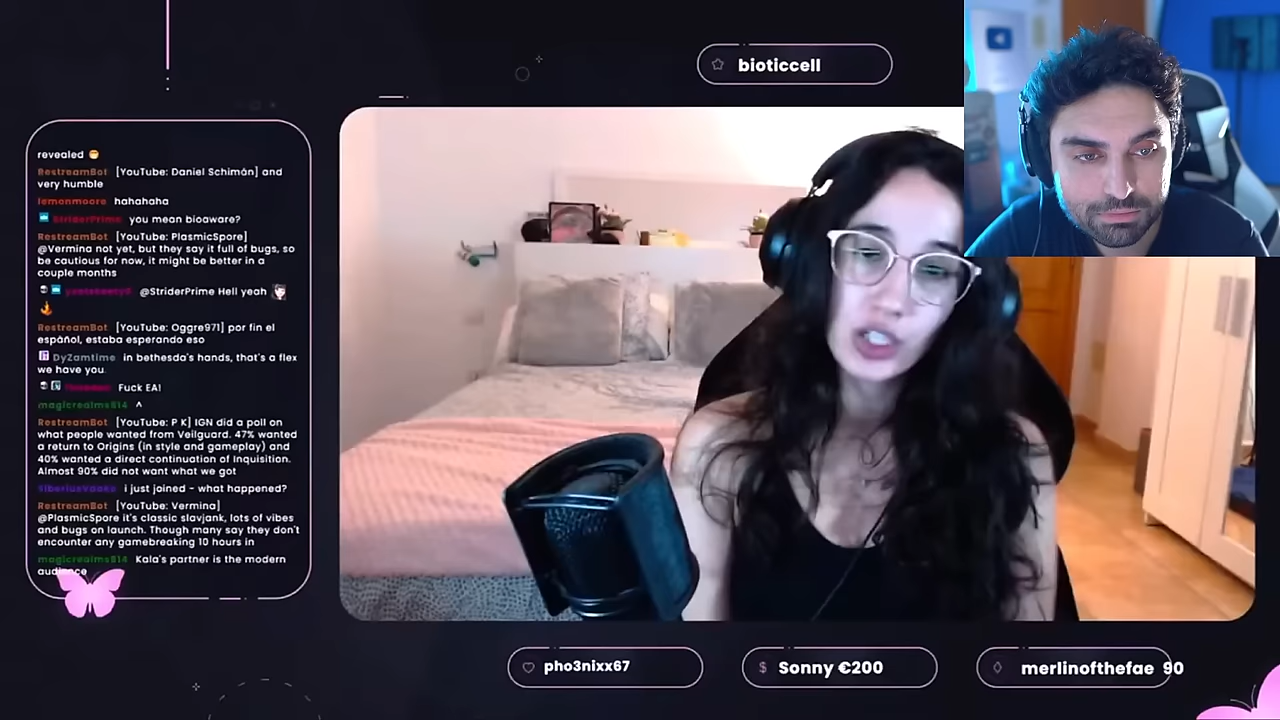 bioticcell
revealed
RestreamBot [YouTube: Daniel Schimán] and
very humble
lemonmoore hahahaha
StriderPrime you mean bioaware?
RestreamBot [YouTube: PlasmicSpore]
@Vermina not yet, but they say it full of bugs, so
be cautious for now, it might be better in a
couple months
@StriderPrime Hell yeah
RestreamBot [YouTube: Oggre971] por fin el
español, estaba esperando eso
DyZamtime in bethesda's hands, that's a flex
we have you.
Fuck EA!
magicrealms814 ^
RestreamBot [YouTube: P K] IGN did a poll on
what people wanted from Veilguard. 47% wanted
a return to Origins (in style and gameplay) and
40% wanted a direct continuation of Inquisition.
Almost 90% did not want what we got
i just joined - what happened?
RestreamBot [YouTube: Vermina]
@PlasmicSpore it's classic slavjank, lots of vibes
and bugs on launch. Though many say they don't
encounter any gamebreaking 10 hours in
magicrealms814 Kala's partner is the modern
audience
pho3nixx67
$ Sonny €200
merlinofthefae 90